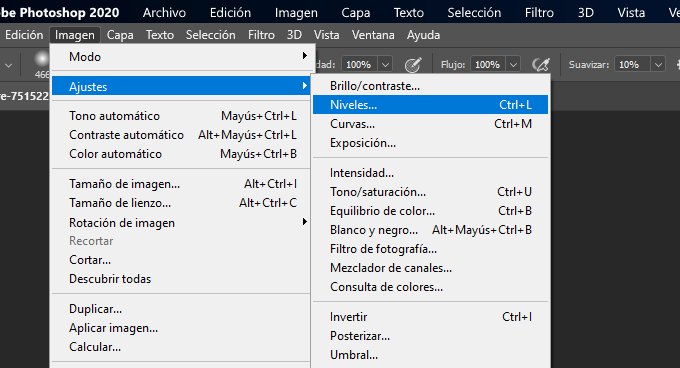 be Photoshop 2020 Archivo Edición Imagen Capa Texto Selección Filtro 3D Vista Ve
Edición Imagen Capa Texto Selección Filtro 3D Vista Ventana Ayuda
466 dad: 100% Flujo: 100% Suavizar: 10%
re-751522
Modo
Ajustes
Tono automático Mayús+Ctrl+L
Contraste automático Alt+Mayús+Ctrl+L
Color automático Mayús+Ctrl+B
Tamaño de imagen... Alt+Ctrl+I
Tamaño de lienzo... Alt+Ctrl+C
Rotación de imagen
Recortar
Cortar...
Descubrir todas
Duplicar...
Aplicar imagen...
Calcular...
Brillo/contraste...
Niveles... Ctrl+L
Curvas... Ctrl+M
Exposición...
Intensidad...
Tono/saturación... Ctrl+U
Equilibrio de color... Ctrl+B
Blanco y negro... Alt+Mayús+Ctrl+B
Filtro de fotografía...
Mezclador de canales...
Consulta de colores...
Invertir Ctrl+I
Posterizar...
Umbral...